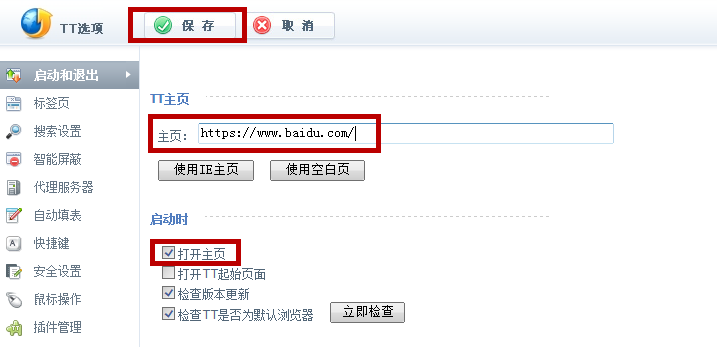 TT选项
保 存
取 消
启动和退出
标签页
搜索设置
智能屏蔽
代理服务器
自动填表
快捷键
安全设置
鼠标操作
插件管理
TT主页
主页: https://www.baidu.com/
使用IE主页
使用空白页
启动时
打开主页
打开TT起始页面
检查版本更新
检查TT是否为默认浏览器
立即检查